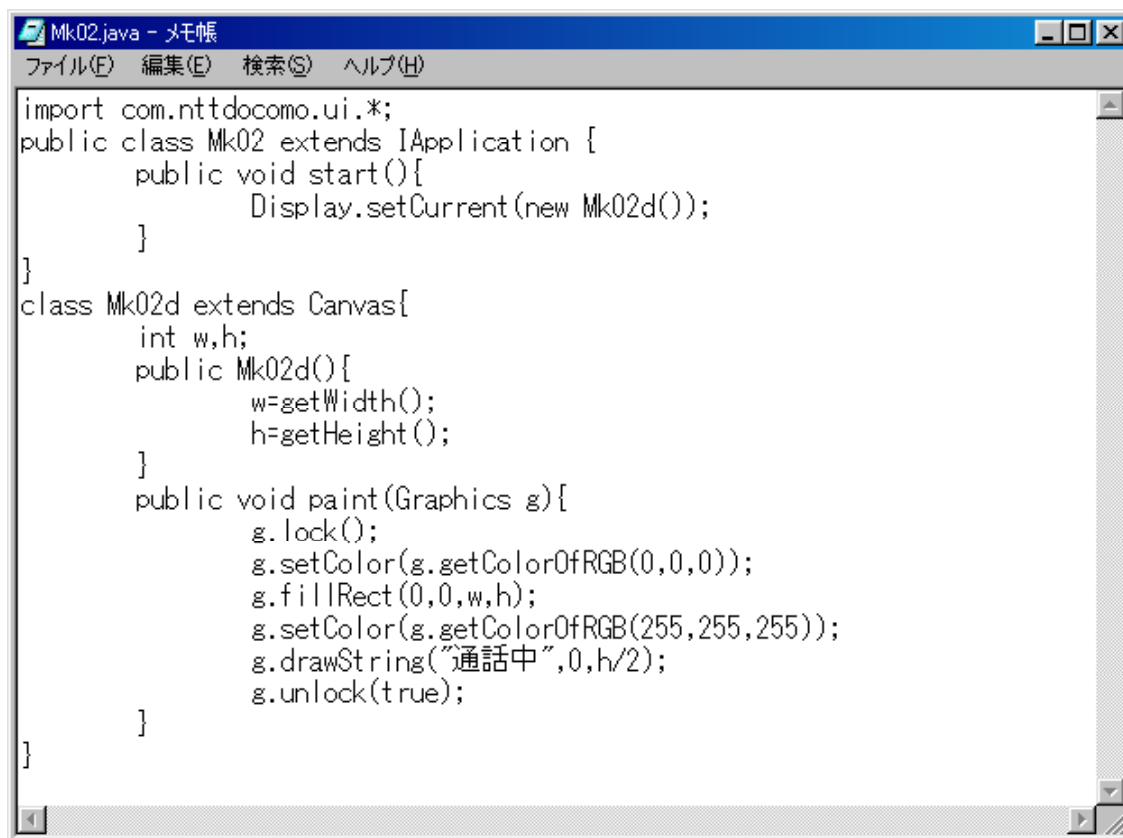 Mk02.java - メモ帳
ファイル(F) 編集(E) 検索(S) ヘルプ(H)
import com.nttdocomo.ui.*;
public class Mk02 extends IApplication {
        public void start(){
                Display.setCurrent(new Mk02d());
        }
}
class Mk02d extends Canvas{
        int w,h;
        public Mk02d(){
                w=getWidth();
                h=getHeight();
        }
        public void paint(Graphics g){
                g.lock();
                g.setColor(g.getColorOfRGB(0,0,0));
                g.fillRect(0,0,w,h);
                g.setColor(g.getColorOfRGB(255,255,255));
                g.drawString("通話中",0,h/2);
                g.unlock(true);
        }
}